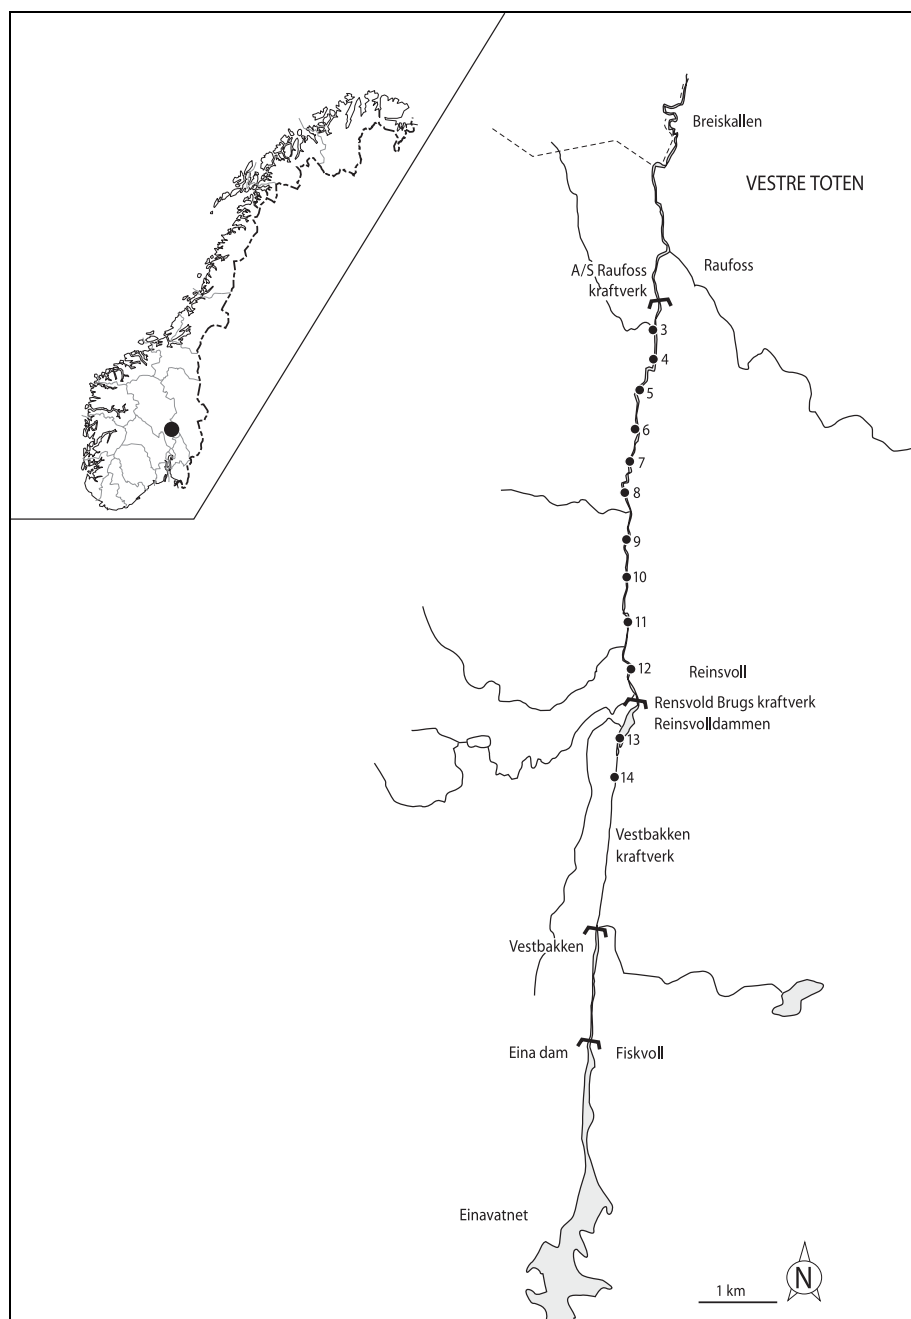 Breiskallen
VESTRE TOTEN
A/S Raufoss
kraftverk
Raufoss
3
4
5
6
7
8
9
10
11
12
Reinsvoll
Rensvold Brugs kraftverk
Reinsvolldammen
13
14
Vestbakken
kraftverk
Vestbakken
Eina dam
Fiskvoll
Einavatnet
1 km
N